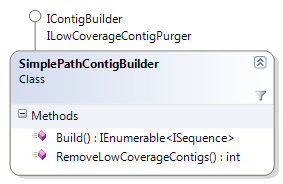 IContigBuilder
ILowCoverageContigPurger
SimplePathContigBuilder
Class
Methods
Build() : IEnumerable<ISequence>
RemoveLowCoverageContigs() : int